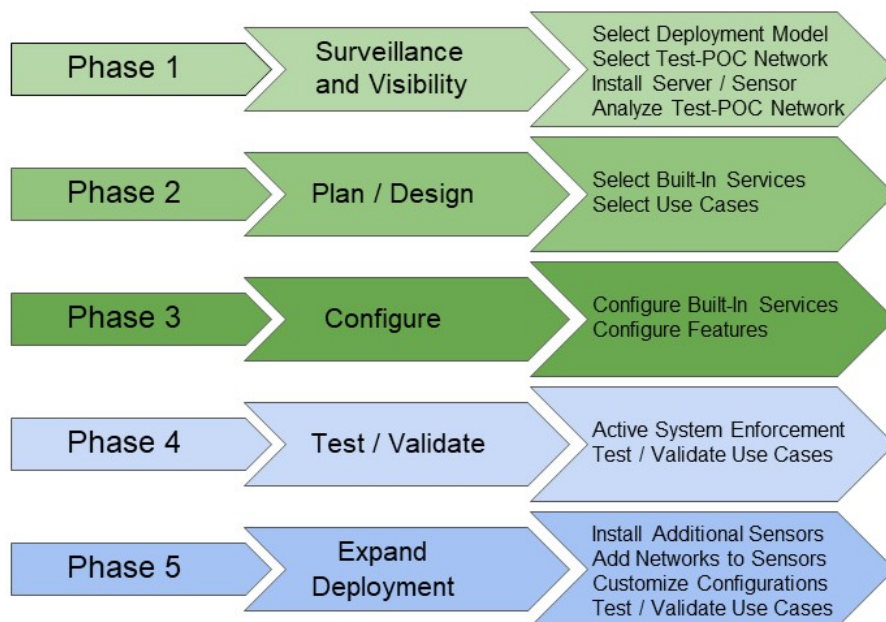 Phase 1
Surveillance
and Visibility
Select Deployment Model
Select Test-POC Network
Install Server / Sensor
Analyze Test-POC Network
Phase 2
Plan / Design
Select Built-In Services
Select Use Cases
Phase 3
Configure
Configure Built-In Services
Configure Features
Phase 4
Test / Validate
Active System Enforcement
Test / Validate Use Cases
Phase 5
Expand
Deployment
Install Additional Sensors
Add Networks to Sensors
Customize Configurations
Test / Validate Use Cases